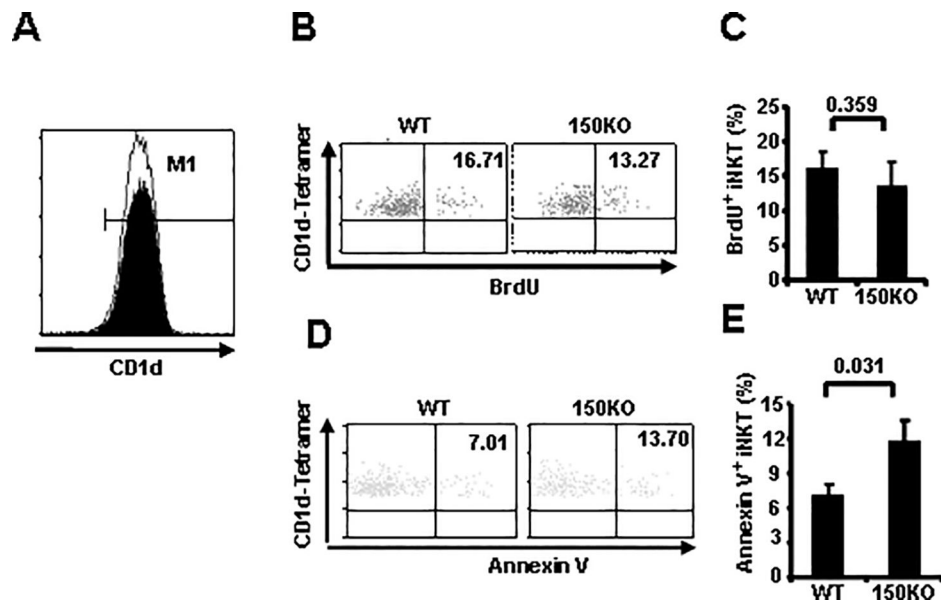 A
M1
CD1d
B
WT
150KO
16.71
13.27
CD1d-Tetramer
BrdU
C
0.359
25
20
15
10
5
0
BrdU+ iNKT (%)
WT
150KO
D
WT
150KO
7.01
13.70
CD1d-Tetramer
Annexin V
E
0.031
15
12
9
6
3
0
Annexin V+ iNKT (%)
WT
150KO